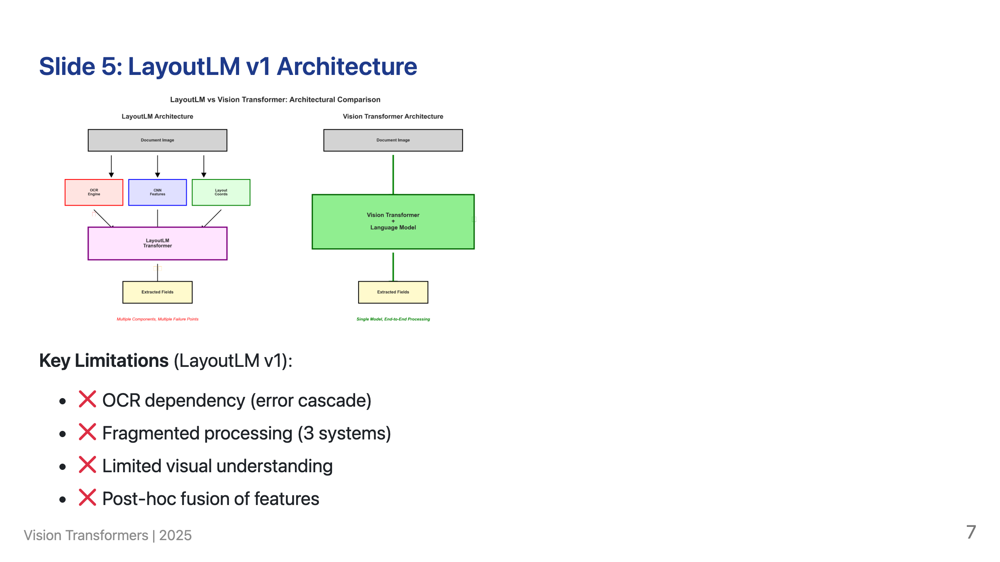 Slide 5: LayoutLM v1 Architecture
LayoutLM vs Vision Transformer: Architectural Comparison
LayoutLM Architecture
Document Image
OCR
Engine
CNN
Features
Layout
Coords
LayoutLM
Transformer
Extracted Fields
Multiple Components, Multiple Failure Points
Vision Transformer Architecture
Document Image
Vision Transformer
+
Language Model
Extracted Fields
Single Model, End-to-End Processing
Key Limitations (LayoutLM v1):
• ❌ OCR dependency (error cascade)
• ❌ Fragmented processing (3 systems)
• ❌ Limited visual understanding
• ❌ Post-hoc fusion of features
Vision Transformers | 2025
7